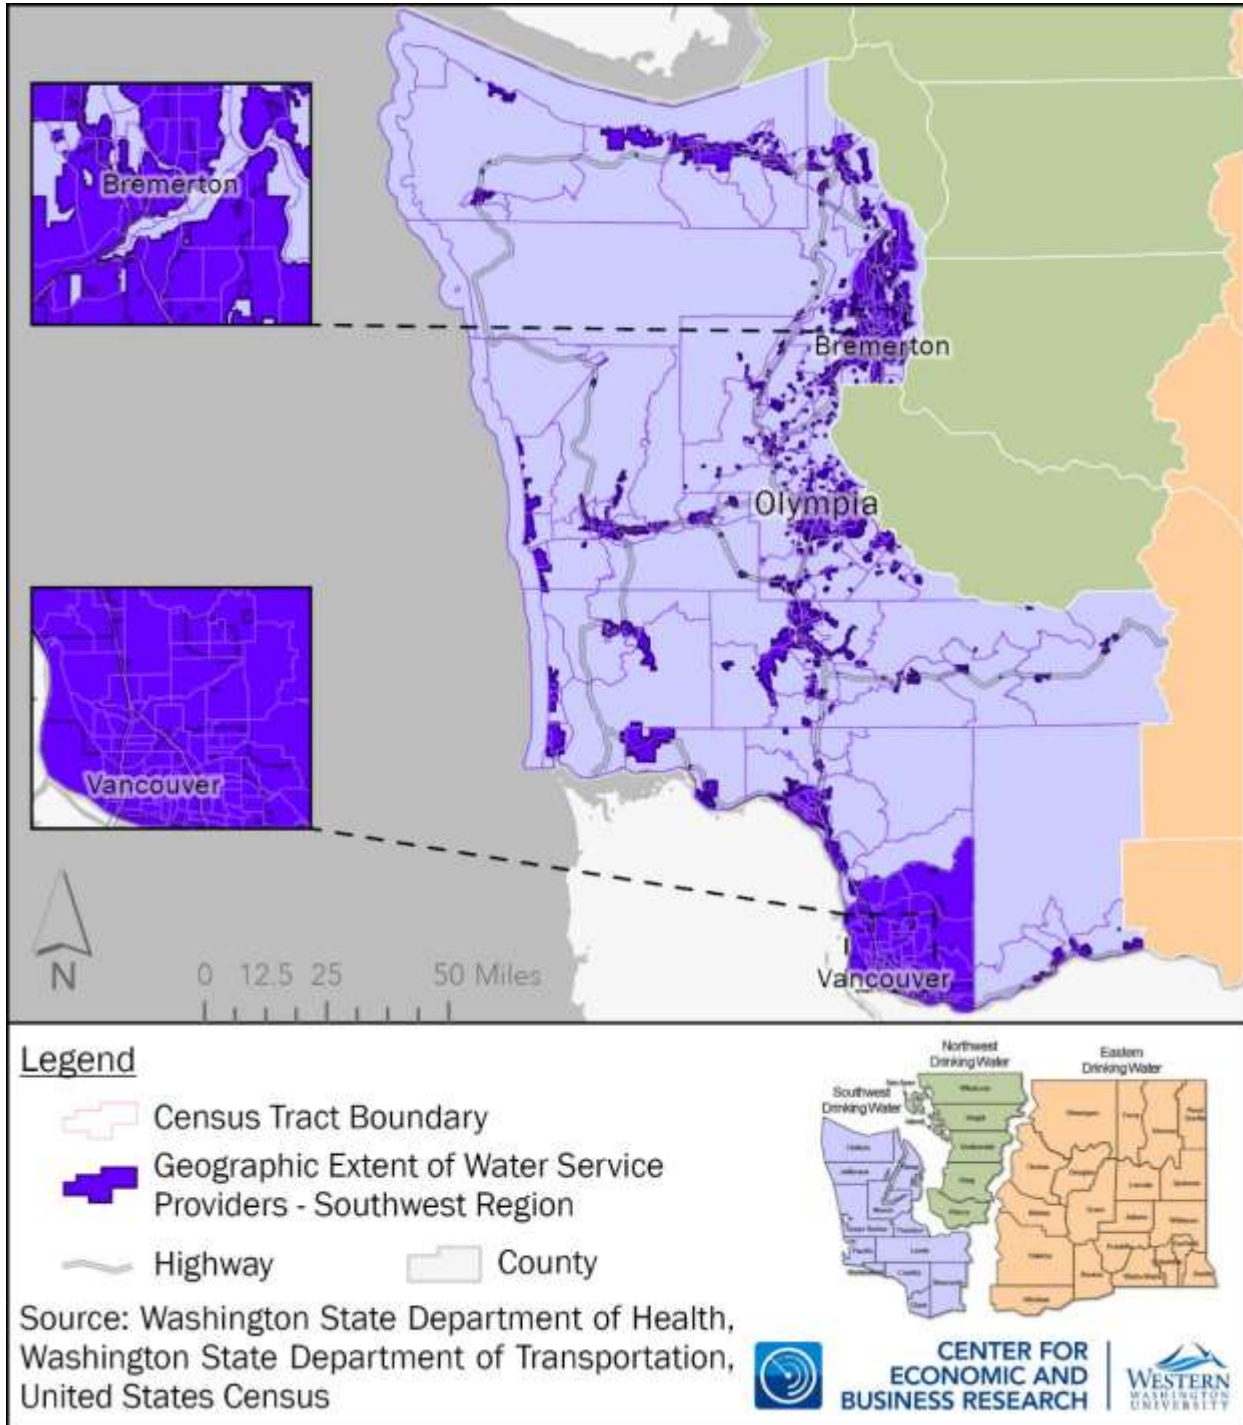 Bremerton
Bremerton
Olympia
Vancouver
Vancouver
N
0 12.5 25 50 Miles
Legend
Census Tract Boundary
Geographic Extent of Water Service
Providers - Southwest Region
Highway
County
Source: Washington State Department of Health,
Washington State Department of Transportation,
United States Census
Northwest
Drinking Water
Eastern
Drinking Water
Southwest
Drinking Water
CENTER FOR
ECONOMIC AND
BUSINESS RESEARCH
WESTERN
WASHINGTON
UNIVERSITY